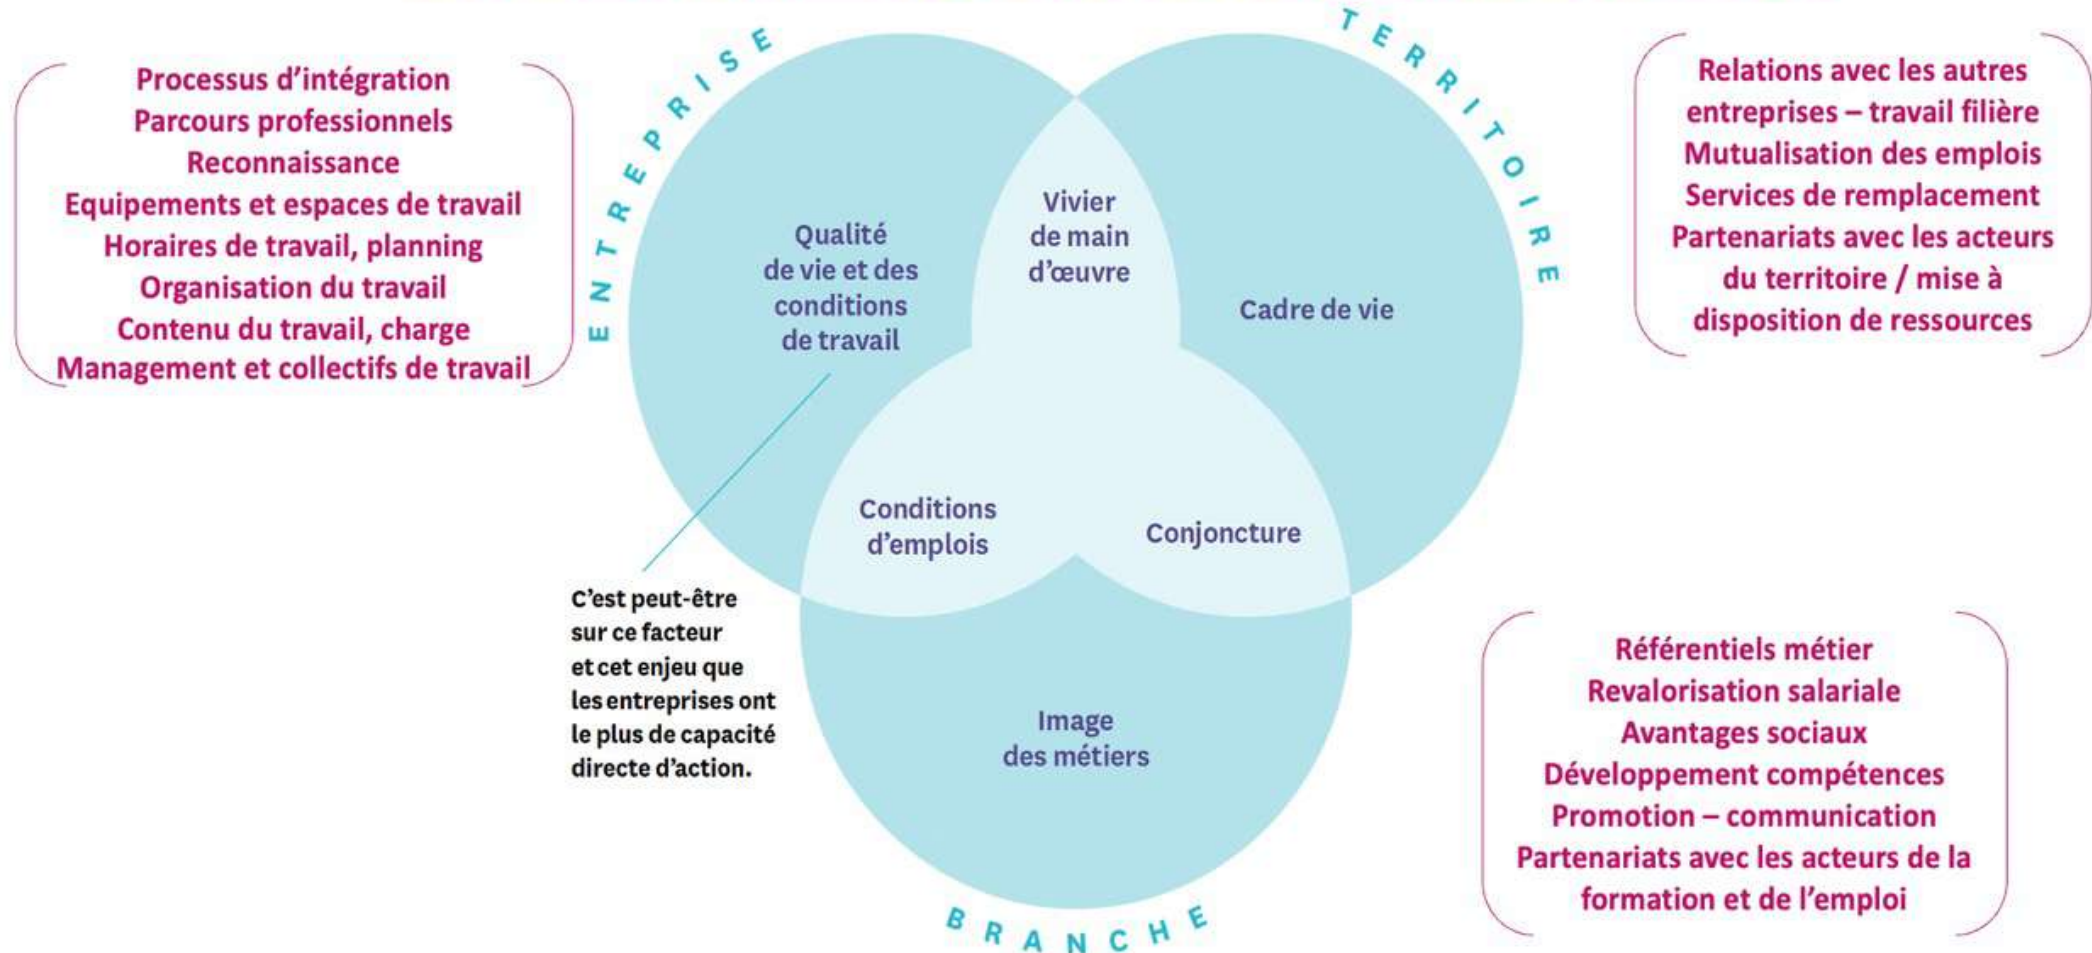 ENTREPRISE
TERRITOIRE
Processus d'intégration
Parcours professionnels
Reconnaissance
Equipements et espaces de travail
Horaires de travail, planning
Organisation du travail
Contenu du travail, charge
Management et collectifs de travail
Relations avec les autres
entreprises – travail filière
Mutualisation des emplois
Services de remplacement
Partenariats avec les acteurs
du territoire / mise à
disposition de ressources
Qualité
de vie et des
conditions
de travail
Vivier
de main
d'œuvre
Cadre de vie
Conditions
d'emplois
Conjoncture
C'est peut-être
sur ce facteur
et cet enjeu que
les entreprises ont
le plus de capacité
directe d'action.
Image
des métiers
Référentiels métier
Revalorisation salariale
Avantages sociaux
Développement compétences
Promotion – communication
Partenariats avec les acteurs de la
formation et de l'emploi
BRANCHE